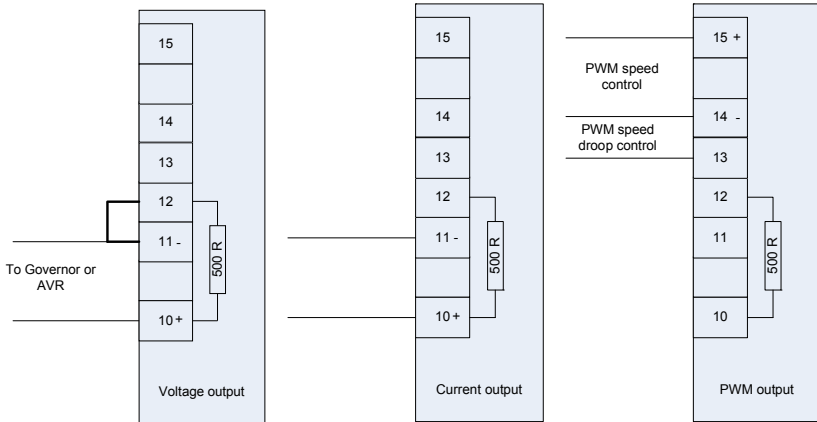 15
14
13
12
11 -
10 +
500 R
To Governor or
AVR
Voltage output
15
14
13
12
11 -
10 +
500 R
Current output
15 +
14 -
13
12
11
10
500 R
PWM speed
control
PWM speed
droop control
PWM output